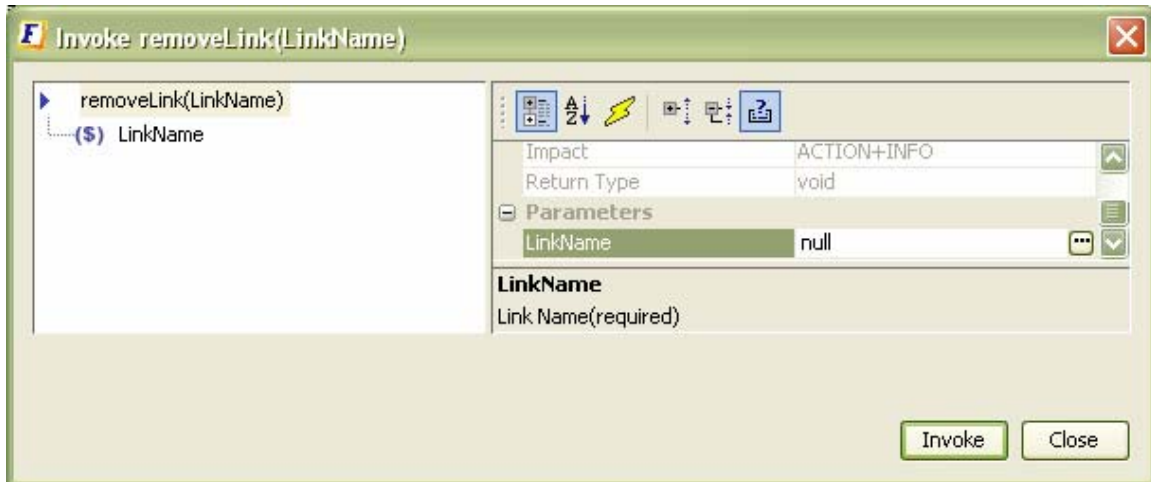 Invoke removeLink(LinkName)
removeLink(LinkName)
($) LinkName
Impact ACTION+INFO
Return Type void
Parameters
LinkName null
LinkName
Link Name(required)
Invoke Close